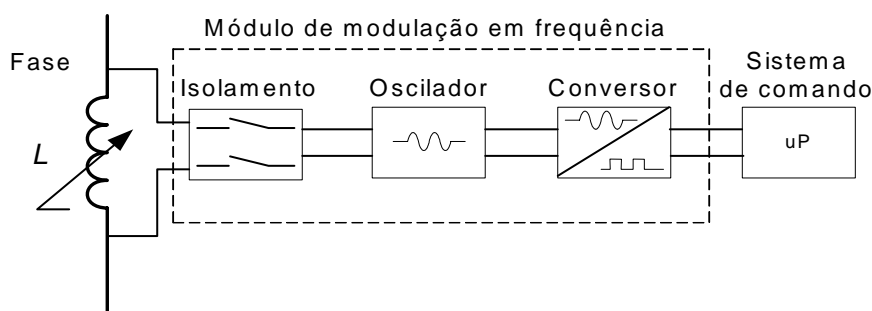 Módulo de modulação em frequência
Fase
Isolamento
Oscilador
Conversor
Sistema
de comando
L
uP